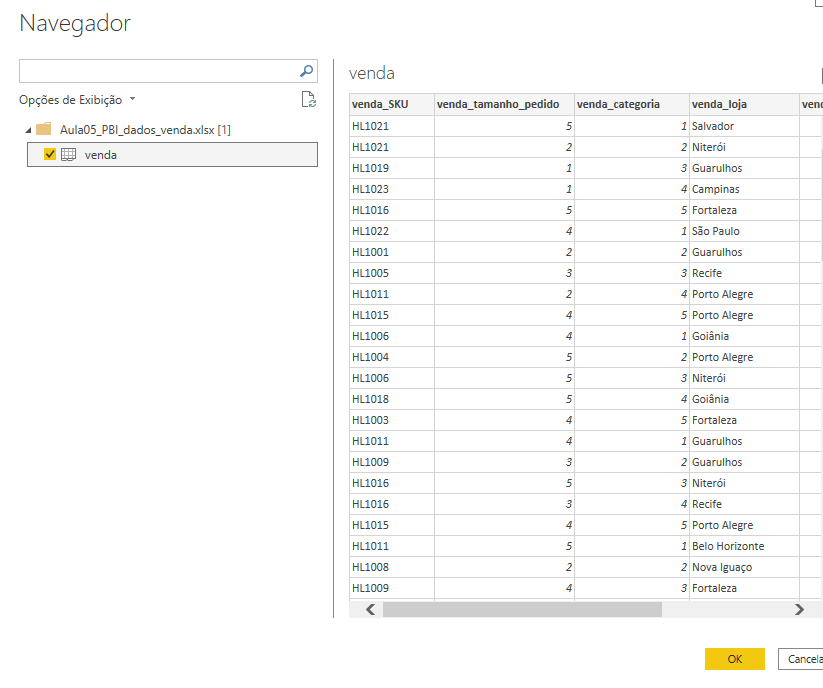 Navegador
Opções de Exibição
Aula05_PBI_dados_venda.xlsx [1]
venda
venda
venda_SKU venda_tamanho_pedido venda_categoria venda_loja
HL1021 5 1 Salvador
HL1021 2 2 Niterói
HL1019 1 3 Guarulhos
HL1023 1 4 Campinas
HL1016 5 5 Fortaleza
HL1022 4 1 São Paulo
HL1001 2 2 Guarulhos
HL1005 3 3 Recife
HL1011 2 4 Porto Alegre
HL1015 4 5 Porto Alegre
HL1006 4 1 Goiânia
HL1004 5 2 Porto Alegre
HL1006 5 3 Niterói
HL1018 5 4 Goiânia
HL1003 4 5 Fortaleza
HL1011 4 1 Guarulhos
HL1009 3 2 Guarulhos
HL1016 5 3 Niterói
HL1016 3 4 Recife
HL1015 4 5 Porto Alegre
HL1011 5 1 Belo Horizonte
HL1008 2 2 Nova Iguaço
HL1009 4 3 Fortaleza
OK